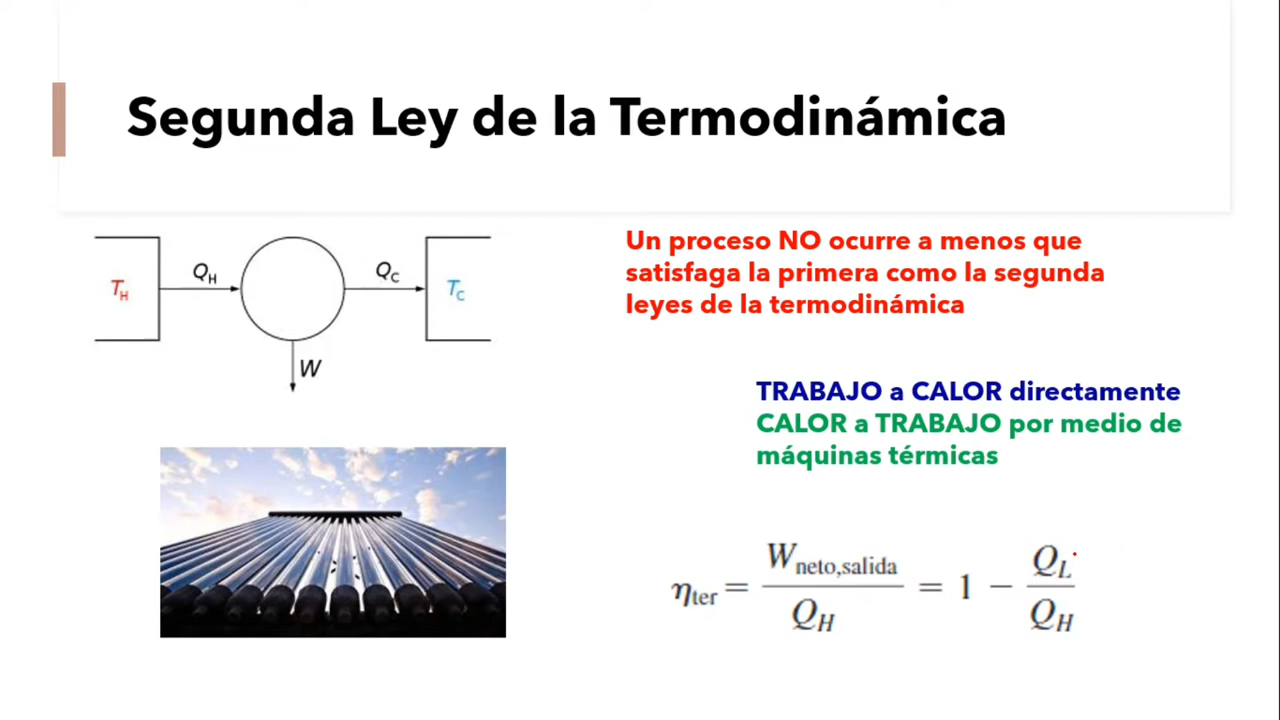 Segunda Ley de la Termodinámica
T_H
Q_H
Q_C
T_C
W
Un proceso NO ocurre a menos que
satisfaga la primera como la segunda
leyes de la termodinámica
TRABAJO a CALOR directamente
CALOR a TRABAJO por medio de
máquinas térmicas
η_ter = W_neto,salida / Q_H = 1 − Q_L / Q_H